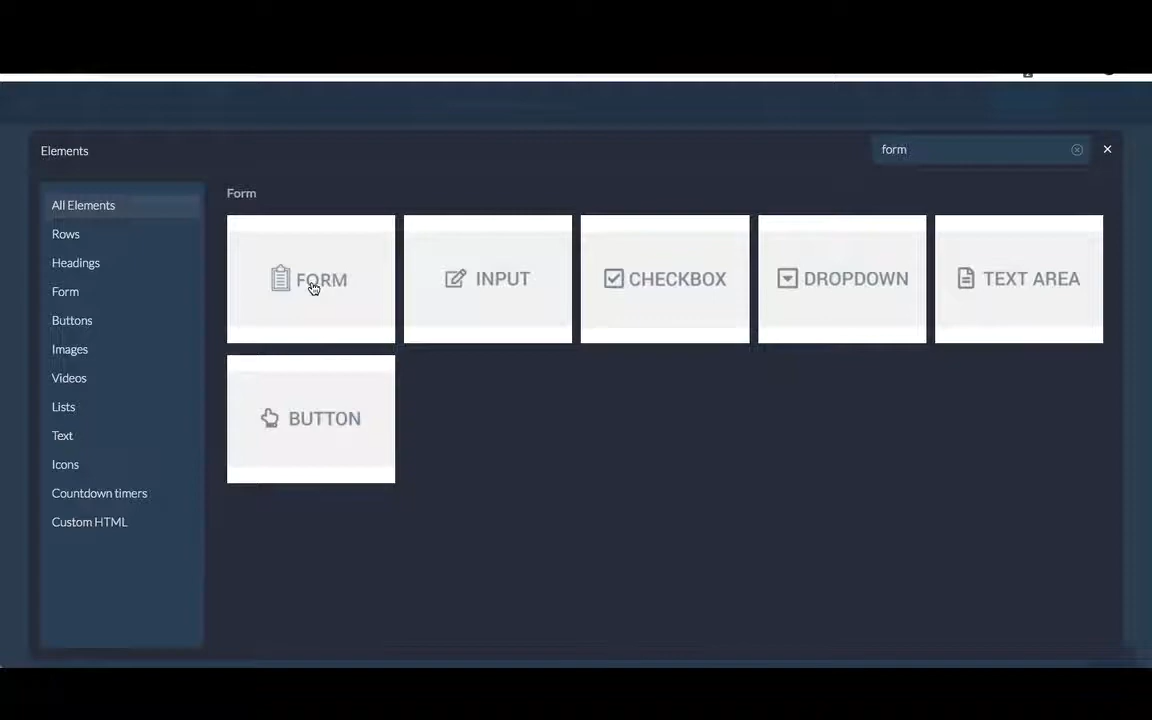 Elements
form
All Elements
Rows
Headings
Form
Buttons
Images
Videos
Lists
Text
Icons
Countdown timers
Custom HTML
Form
FORM
INPUT
CHECKBOX
DROPDOWN
TEXT AREA
BUTTON